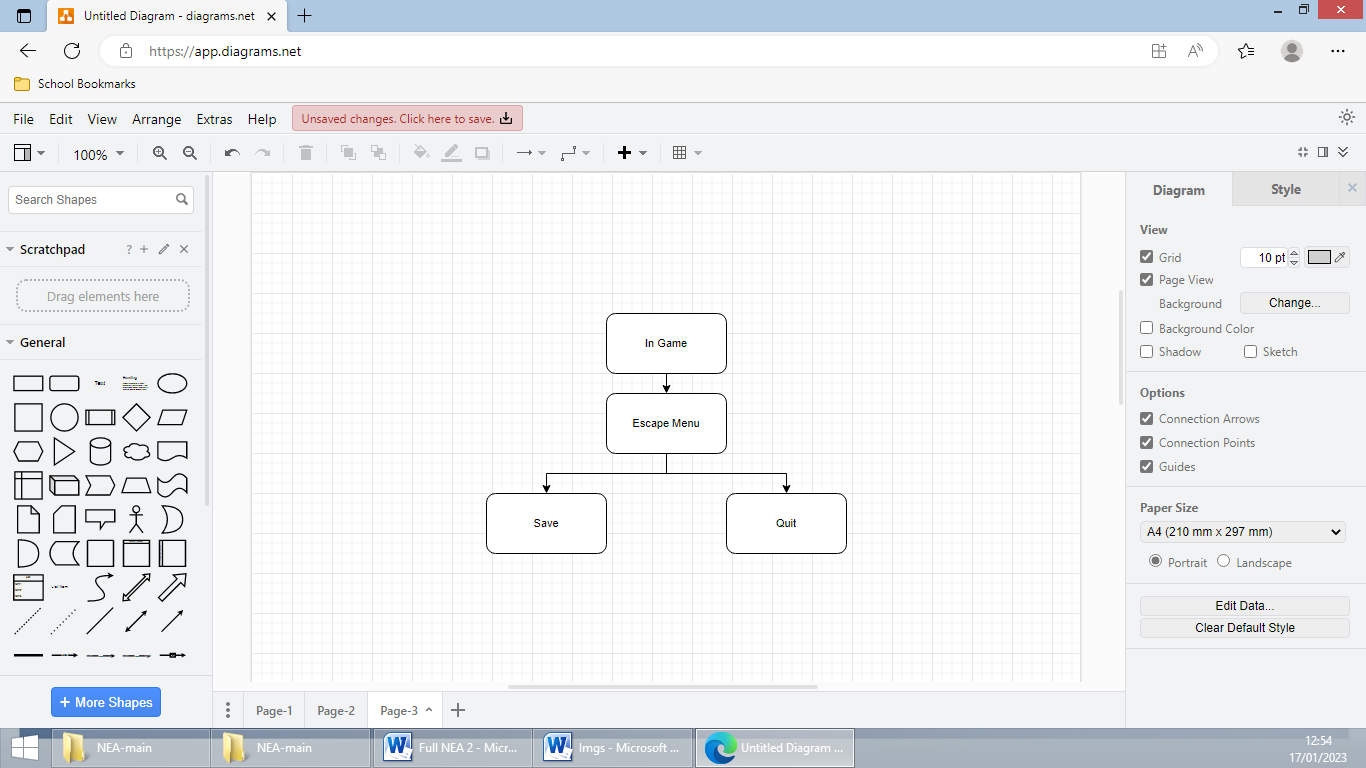 Untitled Diagram - diagrams.net
https://app.diagrams.net
School Bookmarks
File Edit View Arrange Extras Help Unsaved changes. Click here to save.
100%
Search Shapes
Scratchpad ?
Drag elements here
General
Text
Heading
More Shapes
In Game
Escape Menu
Save Quit
Page-1 Page-2 Page-3
Diagram Style
View
Grid 10 pt
Page View
Background Change...
Background Color
Shadow Sketch
Options
Connection Arrows
Connection Points
Guides
Paper Size
A4 (210 mm x 297 mm)
Portrait Landscape
Edit Data...
Clear Default Style
NEA-main NEA-main Full NEA 2 - Micr... Imgs - Microsoft ... Untitled Diagram ...
12:54
17/01/2023